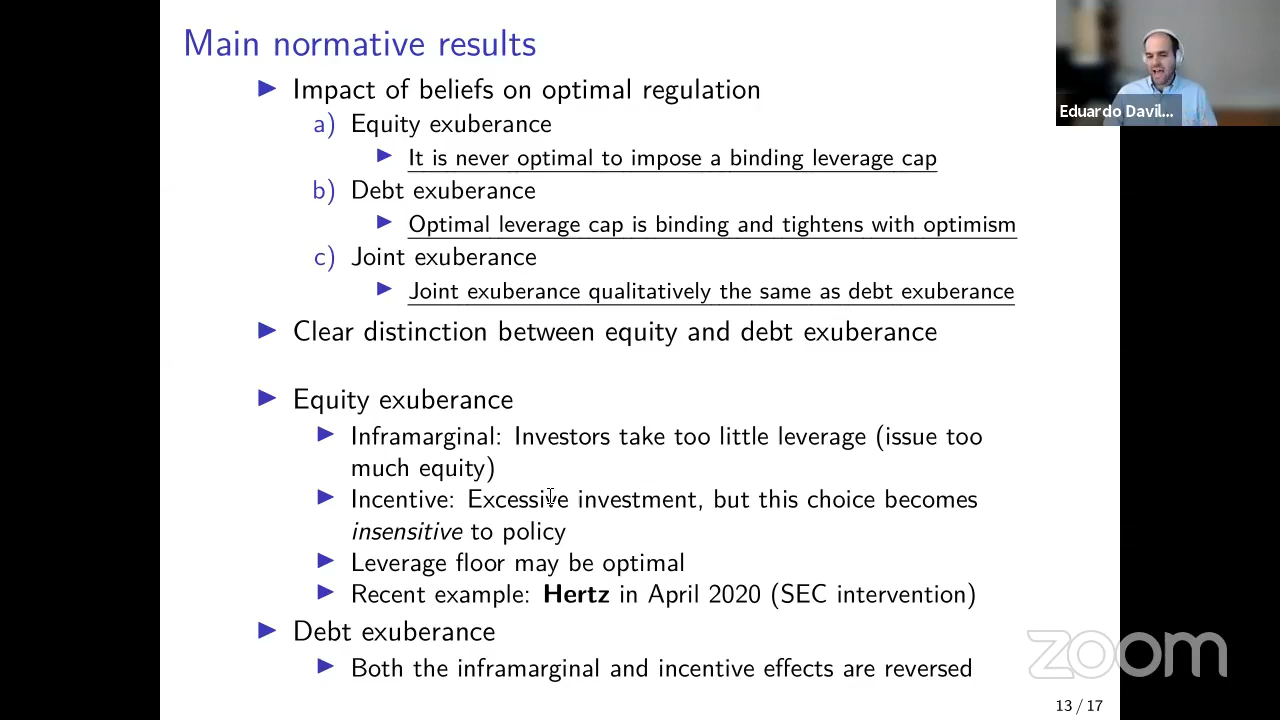 Main normative results
▶ Impact of beliefs on optimal regulation
a) Equity exuberance
▶ It is never optimal to impose a binding leverage cap
b) Debt exuberance
▶ Optimal leverage cap is binding and tightens with optimism
c) Joint exuberance
▶ Joint exuberance qualitatively the same as debt exuberance
▶ Clear distinction between equity and debt exuberance
▶ Equity exuberance
▶ Inframarginal: Investors take too little leverage (issue too
much equity)
▶ Incentive: Excessive investment, but this choice becomes
insensitive to policy
▶ Leverage floor may be optimal
▶ Recent example: Hertz in April 2020 (SEC intervention)
▶ Debt exuberance
▶ Both the inframarginal and incentive effects are reversed
13 / 17
Eduardo Davil...
zoom